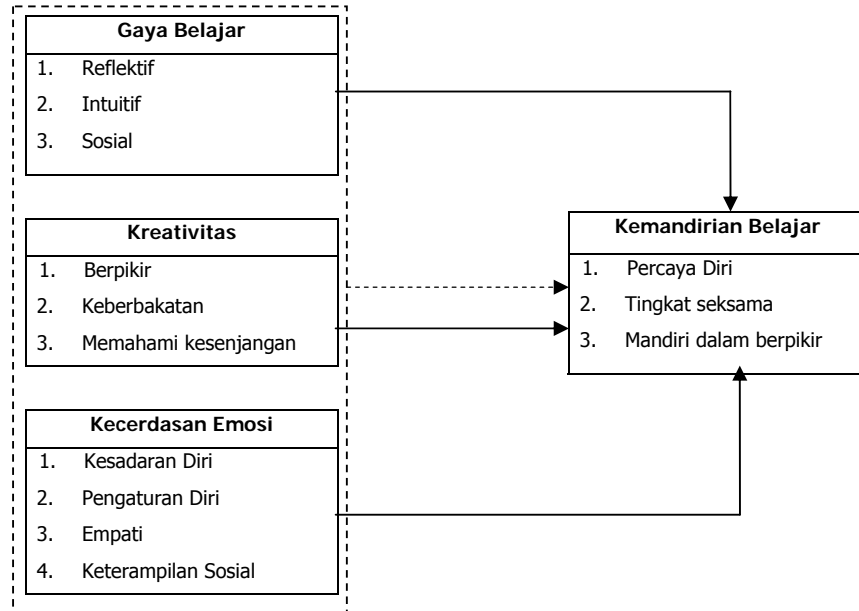 Gaya Belajar
1. Reflektif
2. Intuitif
3. Sosial
Kreativitas
1. Berpikir
2. Keberbakatan
3. Memahami kesenjangan
Kecerdasan Emosi
1. Kesadaran Diri
2. Pengaturan Diri
3. Empati
4. Keterampilan Sosial
Kemandirian Belajar
1. Percaya Diri
2. Tingkat seksama
3. Mandiri dalam berpikir